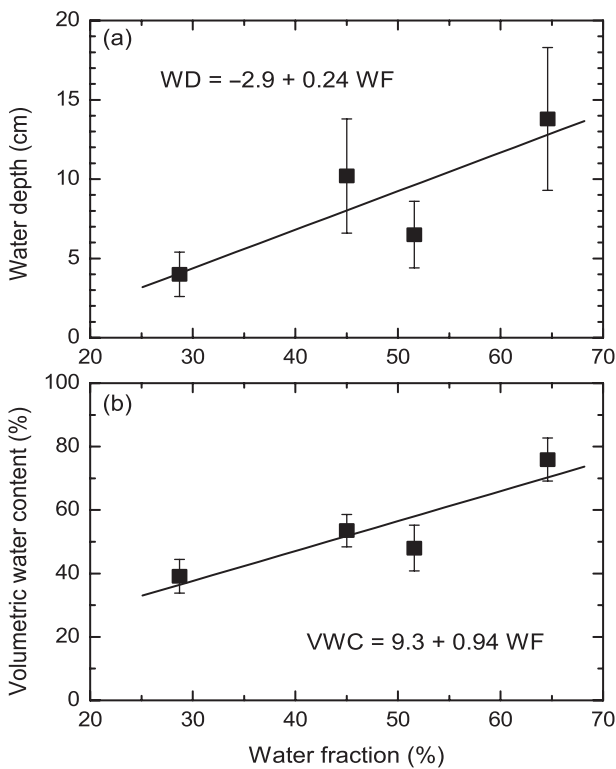 20
(a)
WD = −2.9 + 0.24 WF
15
10
5
0
Water depth (cm)
20 30 40 50 60 70
100
(b)
80
60
40
20
0
Volumetric water content (%)
VWC = 9.3 + 0.94 WF
20 30 40 50 60 70
Water fraction (%)